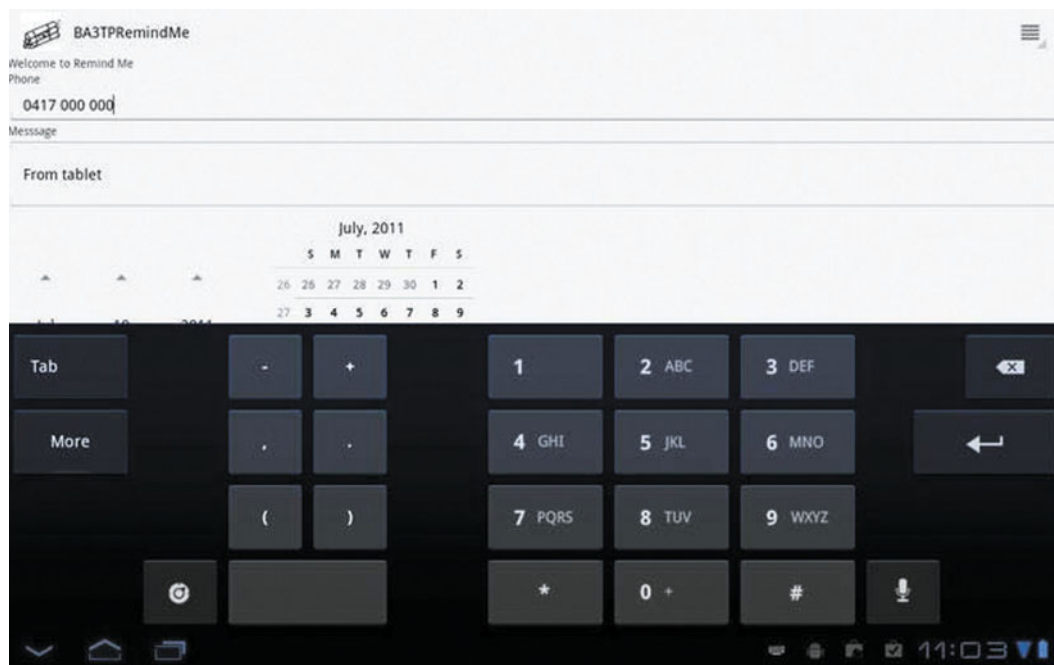 BA3TPRemindMe
Welcome to Remind Me
Phone
0417 000 000
Messsage
From tablet
July, 2011
S M T W T F S
26 26 27 28 29 30 1 2
27 3 4 5 6 7 8 9
Tab - + 1 2 ABC 3 DEF
More , . 4 GHI 5 JKL 6 MNO
( ) 7 PQRS 8 TUV 9 WXYZ
* 0 + #
11:03